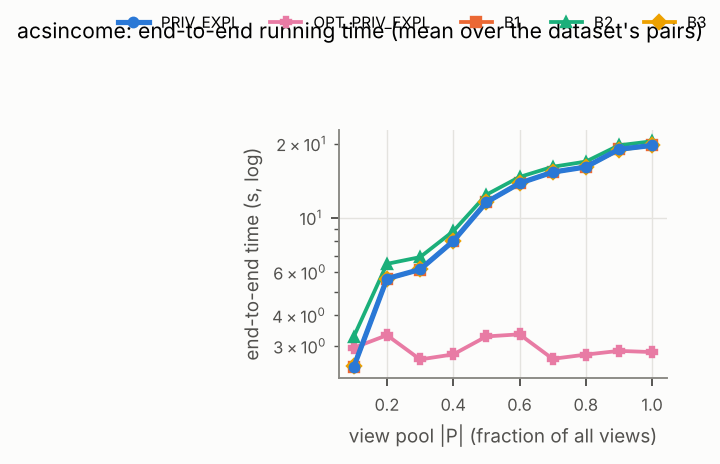 PRIV_EXPL OPT_PRIV_EXPL B1 B2 B3
acsincome: end-to-end running time (mean over the dataset's pairs)
end-to-end time (s, log)
2 × 10¹
10¹
6 × 10⁰
4 × 10⁰
3 × 10⁰
0.2 0.4 0.6 0.8 1.0
view pool |P| (fraction of all views)